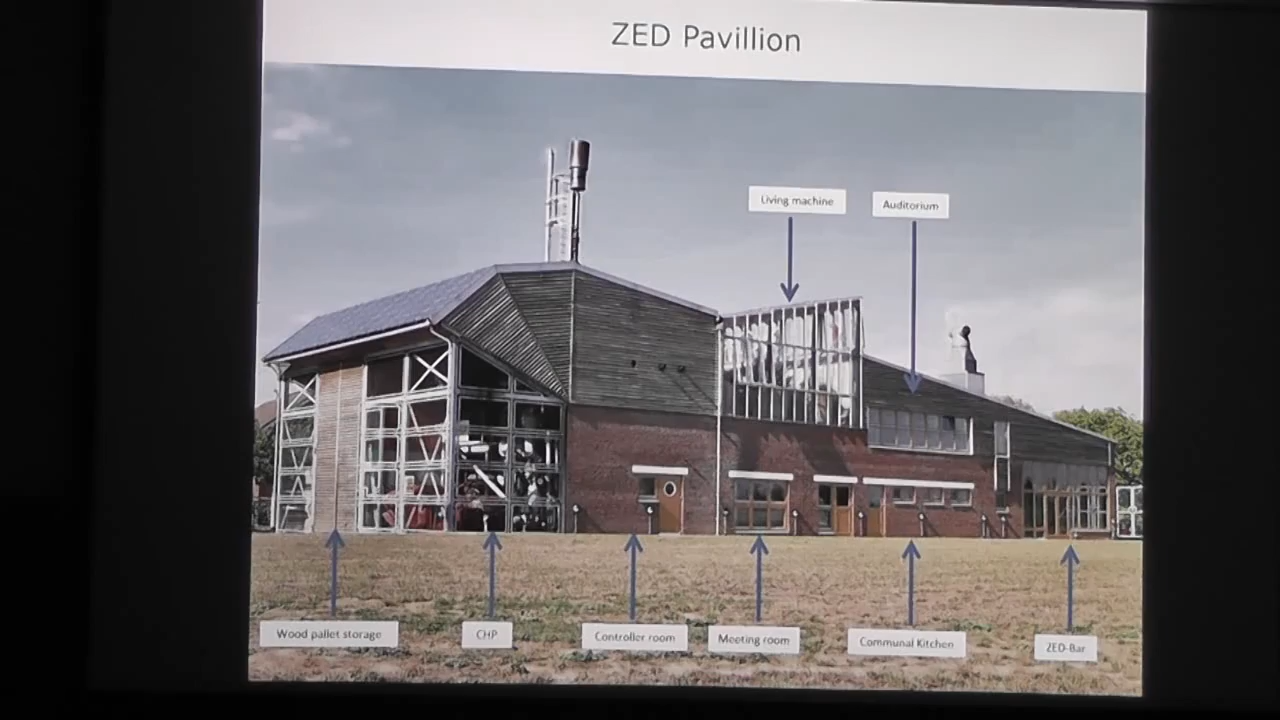 ZED Pavillion
Living machine
Auditorium
Wood pallet storage
CHP
Controller room
Meeting room
Communal Kitchen
ZED-Bar